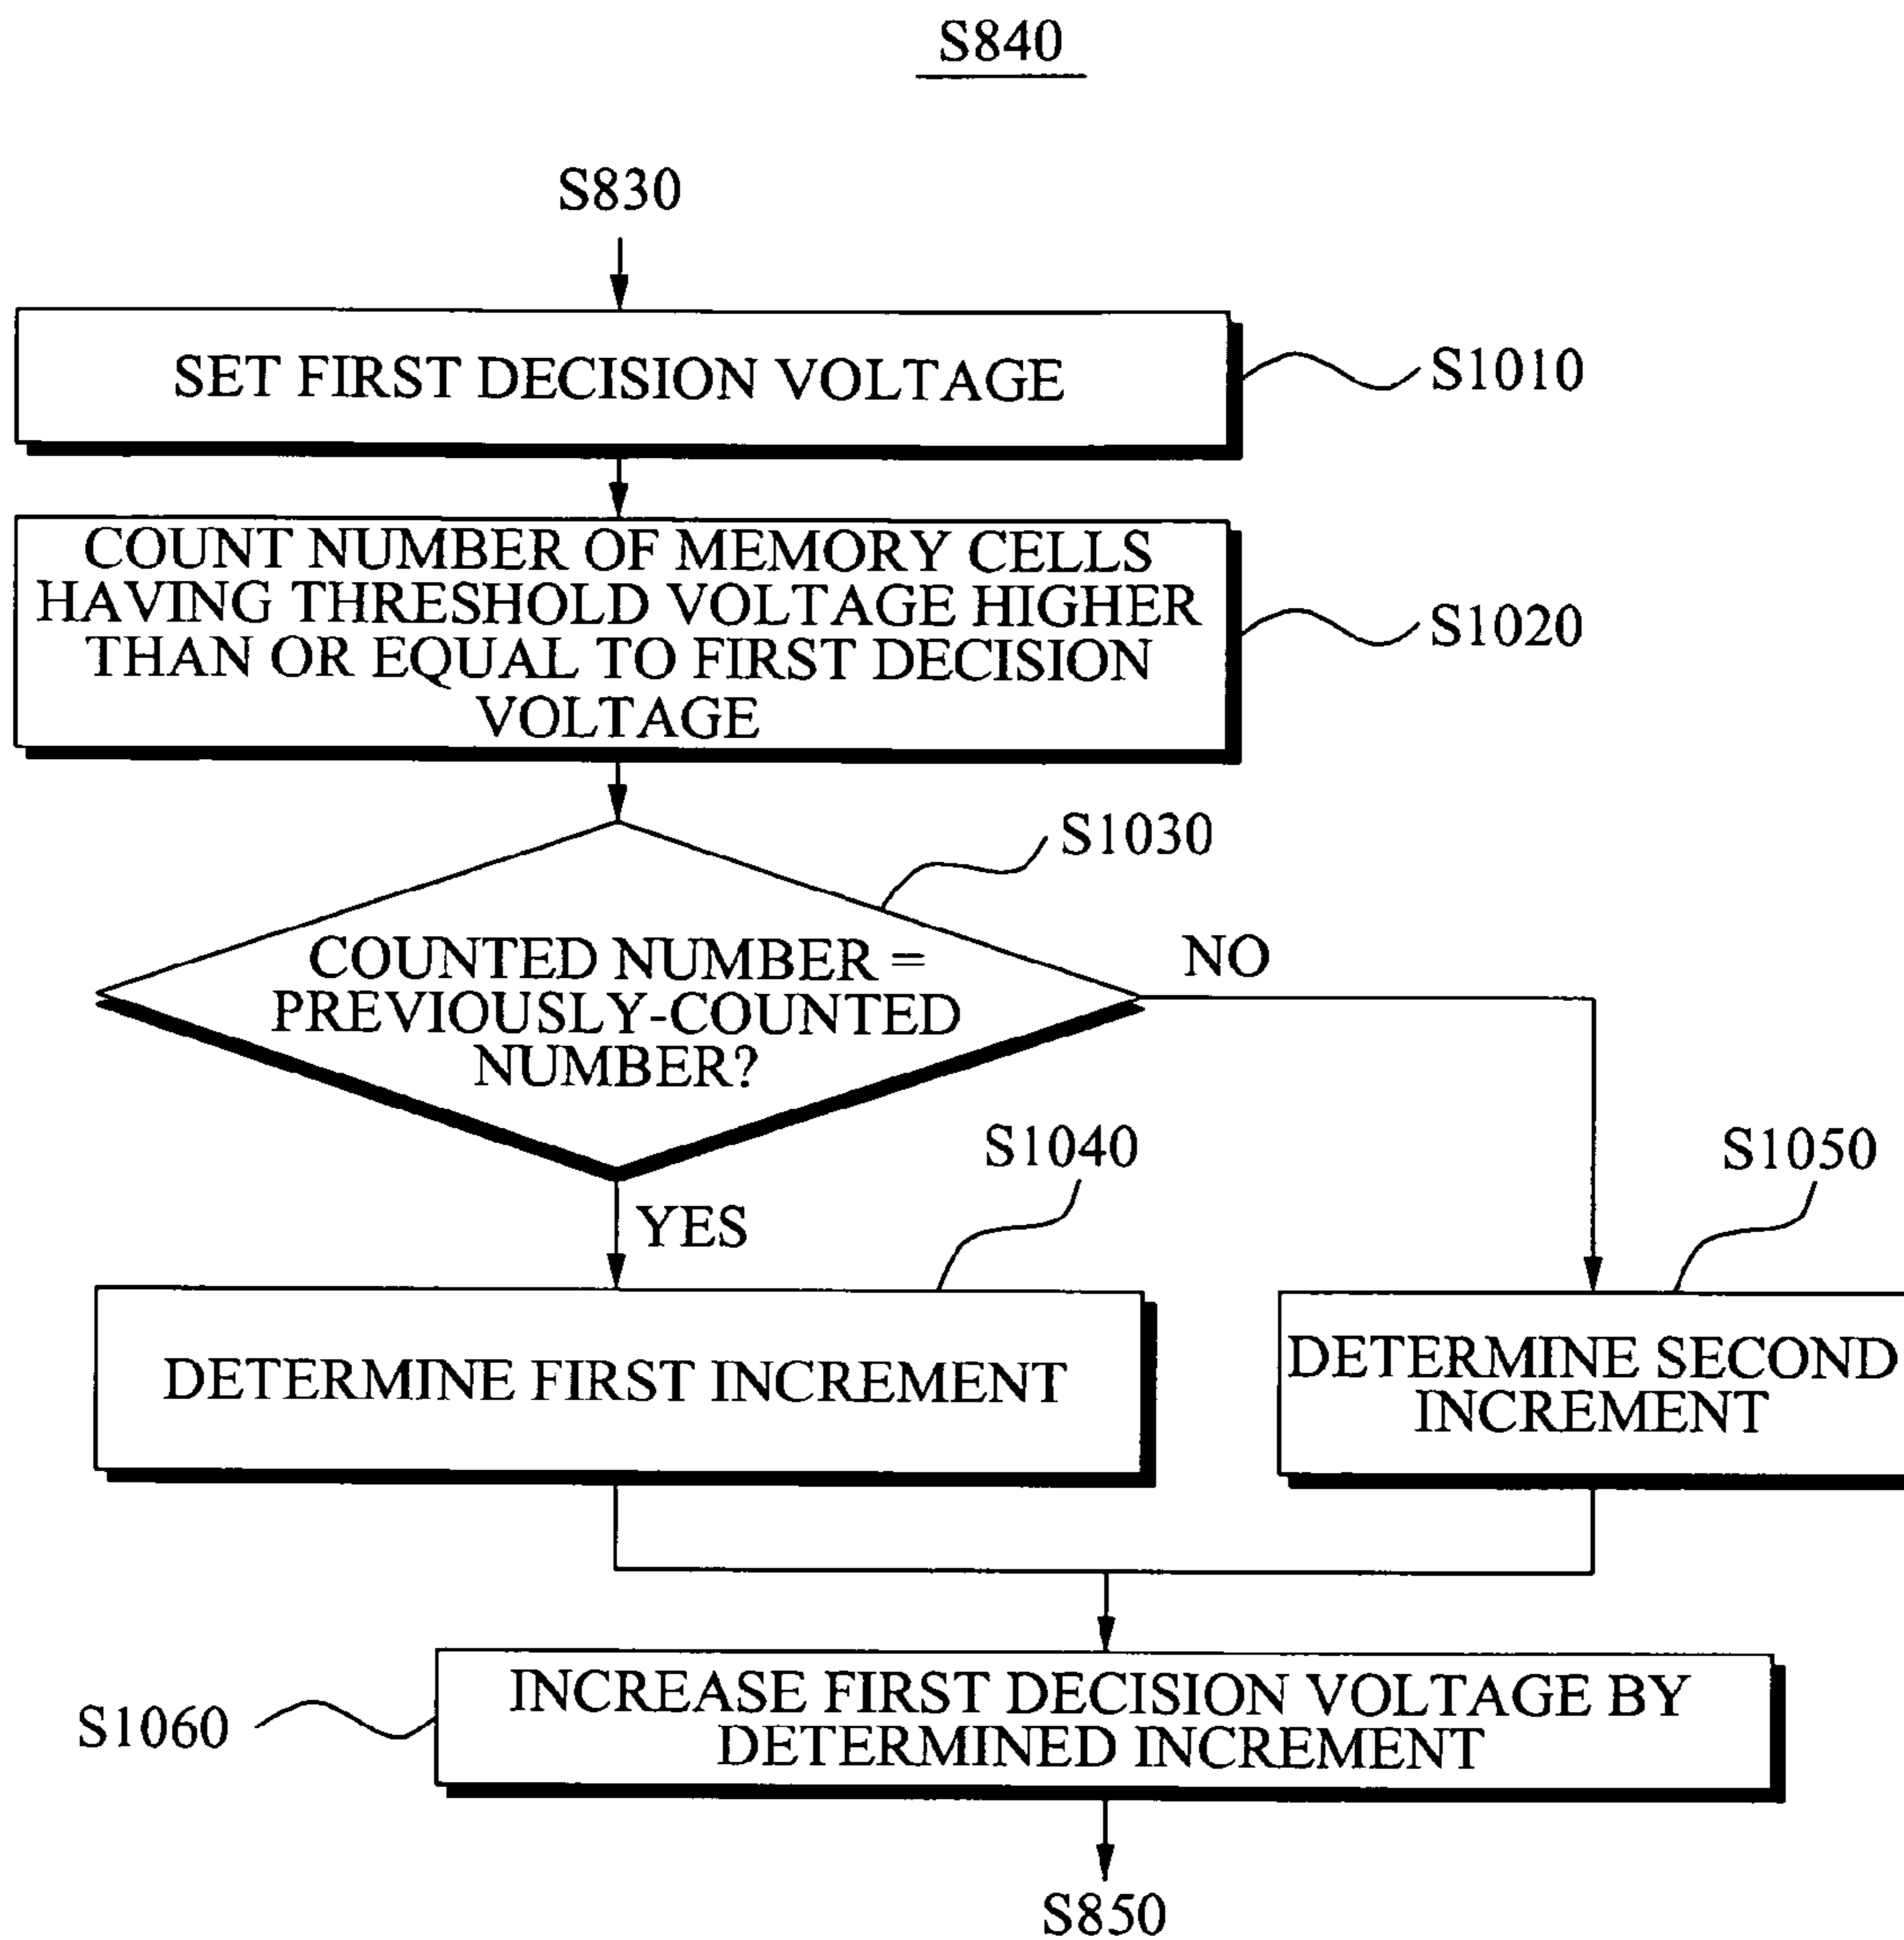 S840
S830
SET FIRST DECISION VOLTAGE
S1010
COUNT NUMBER OF MEMORY CELLS
HAVING THRESHOLD VOLTAGE HIGHER
THAN OR EQUAL TO FIRST DECISION
VOLTAGE
S1020
S1030
COUNTED NUMBER =
PREVIOUSLY-COUNTED
NUMBER?
NO
YES
S1040
S1050
DETERMINE FIRST INCREMENT
DETERMINE SECOND
INCREMENT
S1060
INCREASE FIRST DECISION VOLTAGE BY
DETERMINED INCREMENT
S850